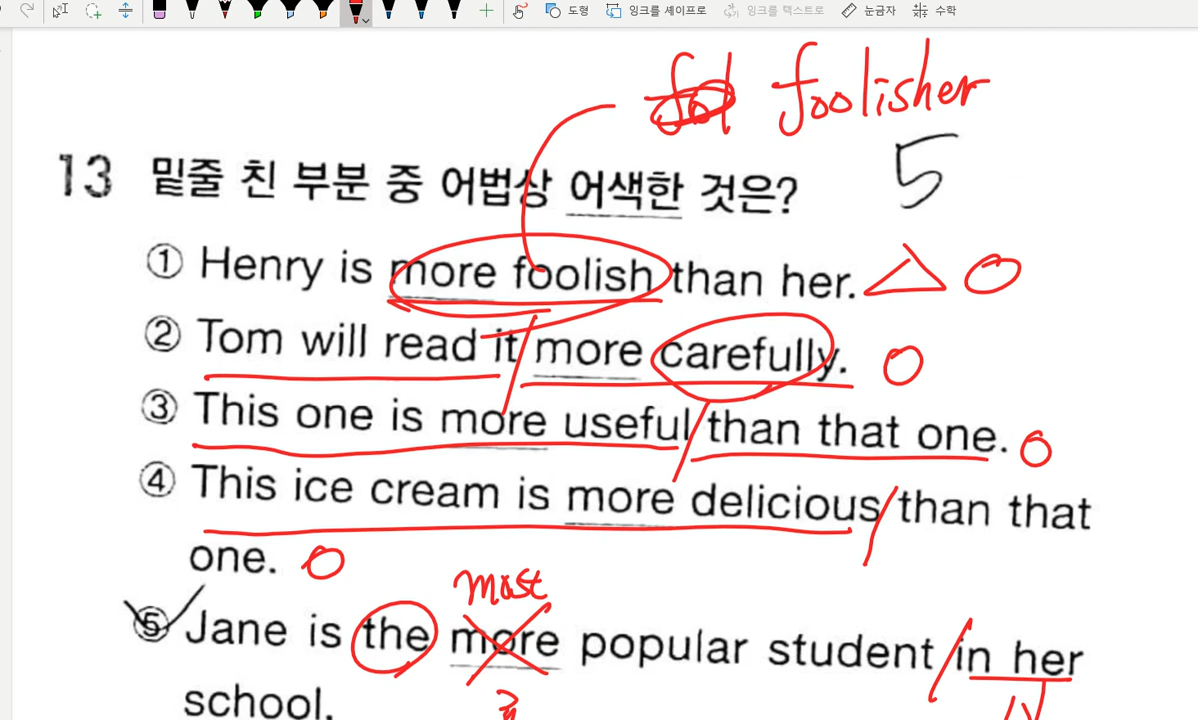 도형 잉크를 셰이프로 잉크를 텍스트로 눈금자 수학
foolisher
5
13 밑줄 친 부분 중 어법상 어색한 것은?
① Henry is more foolish than her.
② Tom will read it more carefully.
③ This one is more useful than that one.
④ This ice cream is more delicious than that
one.
most
⑤ Jane is the more popular student in her
school.